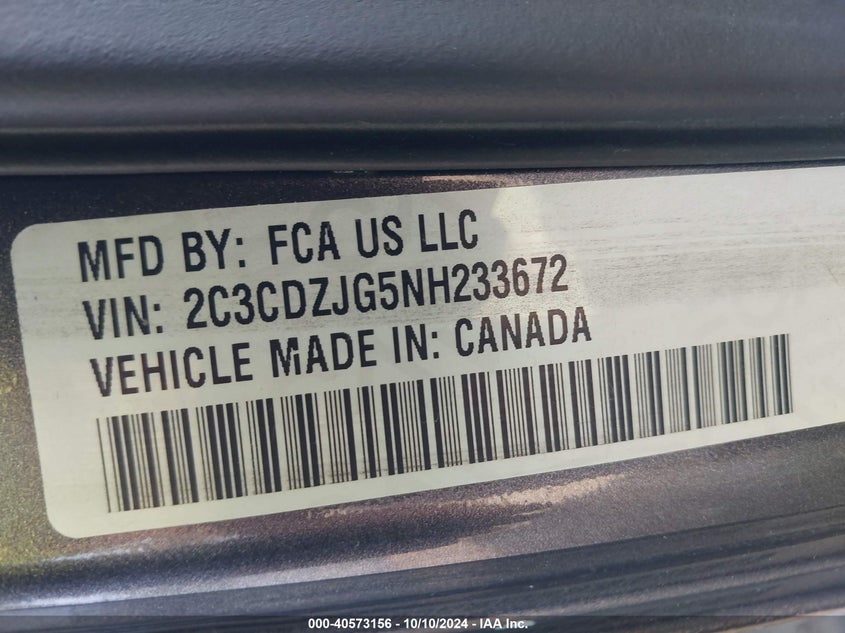 MFD BY: FCA US LLC
VIN: 2C3CDZJG5NH233672
VEHICLE MADE IN: CANADA
000-40573156 - 10/10/2024 - IAA Inc.